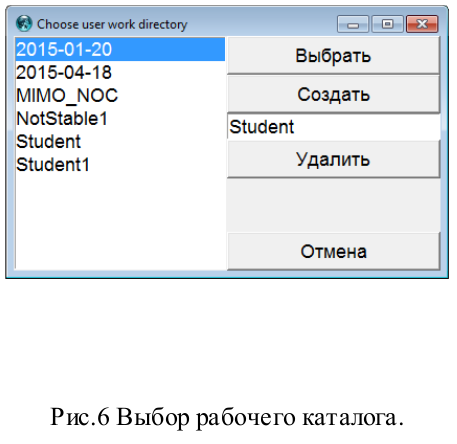 Choose user work directory
2015-01-20
2015-04-18
MIMO_NOC
NotStable1
Student
Student1
Выбрать
Создать
Student
Удалить
Отмена
Рис.6 Выбор рабочего каталога.